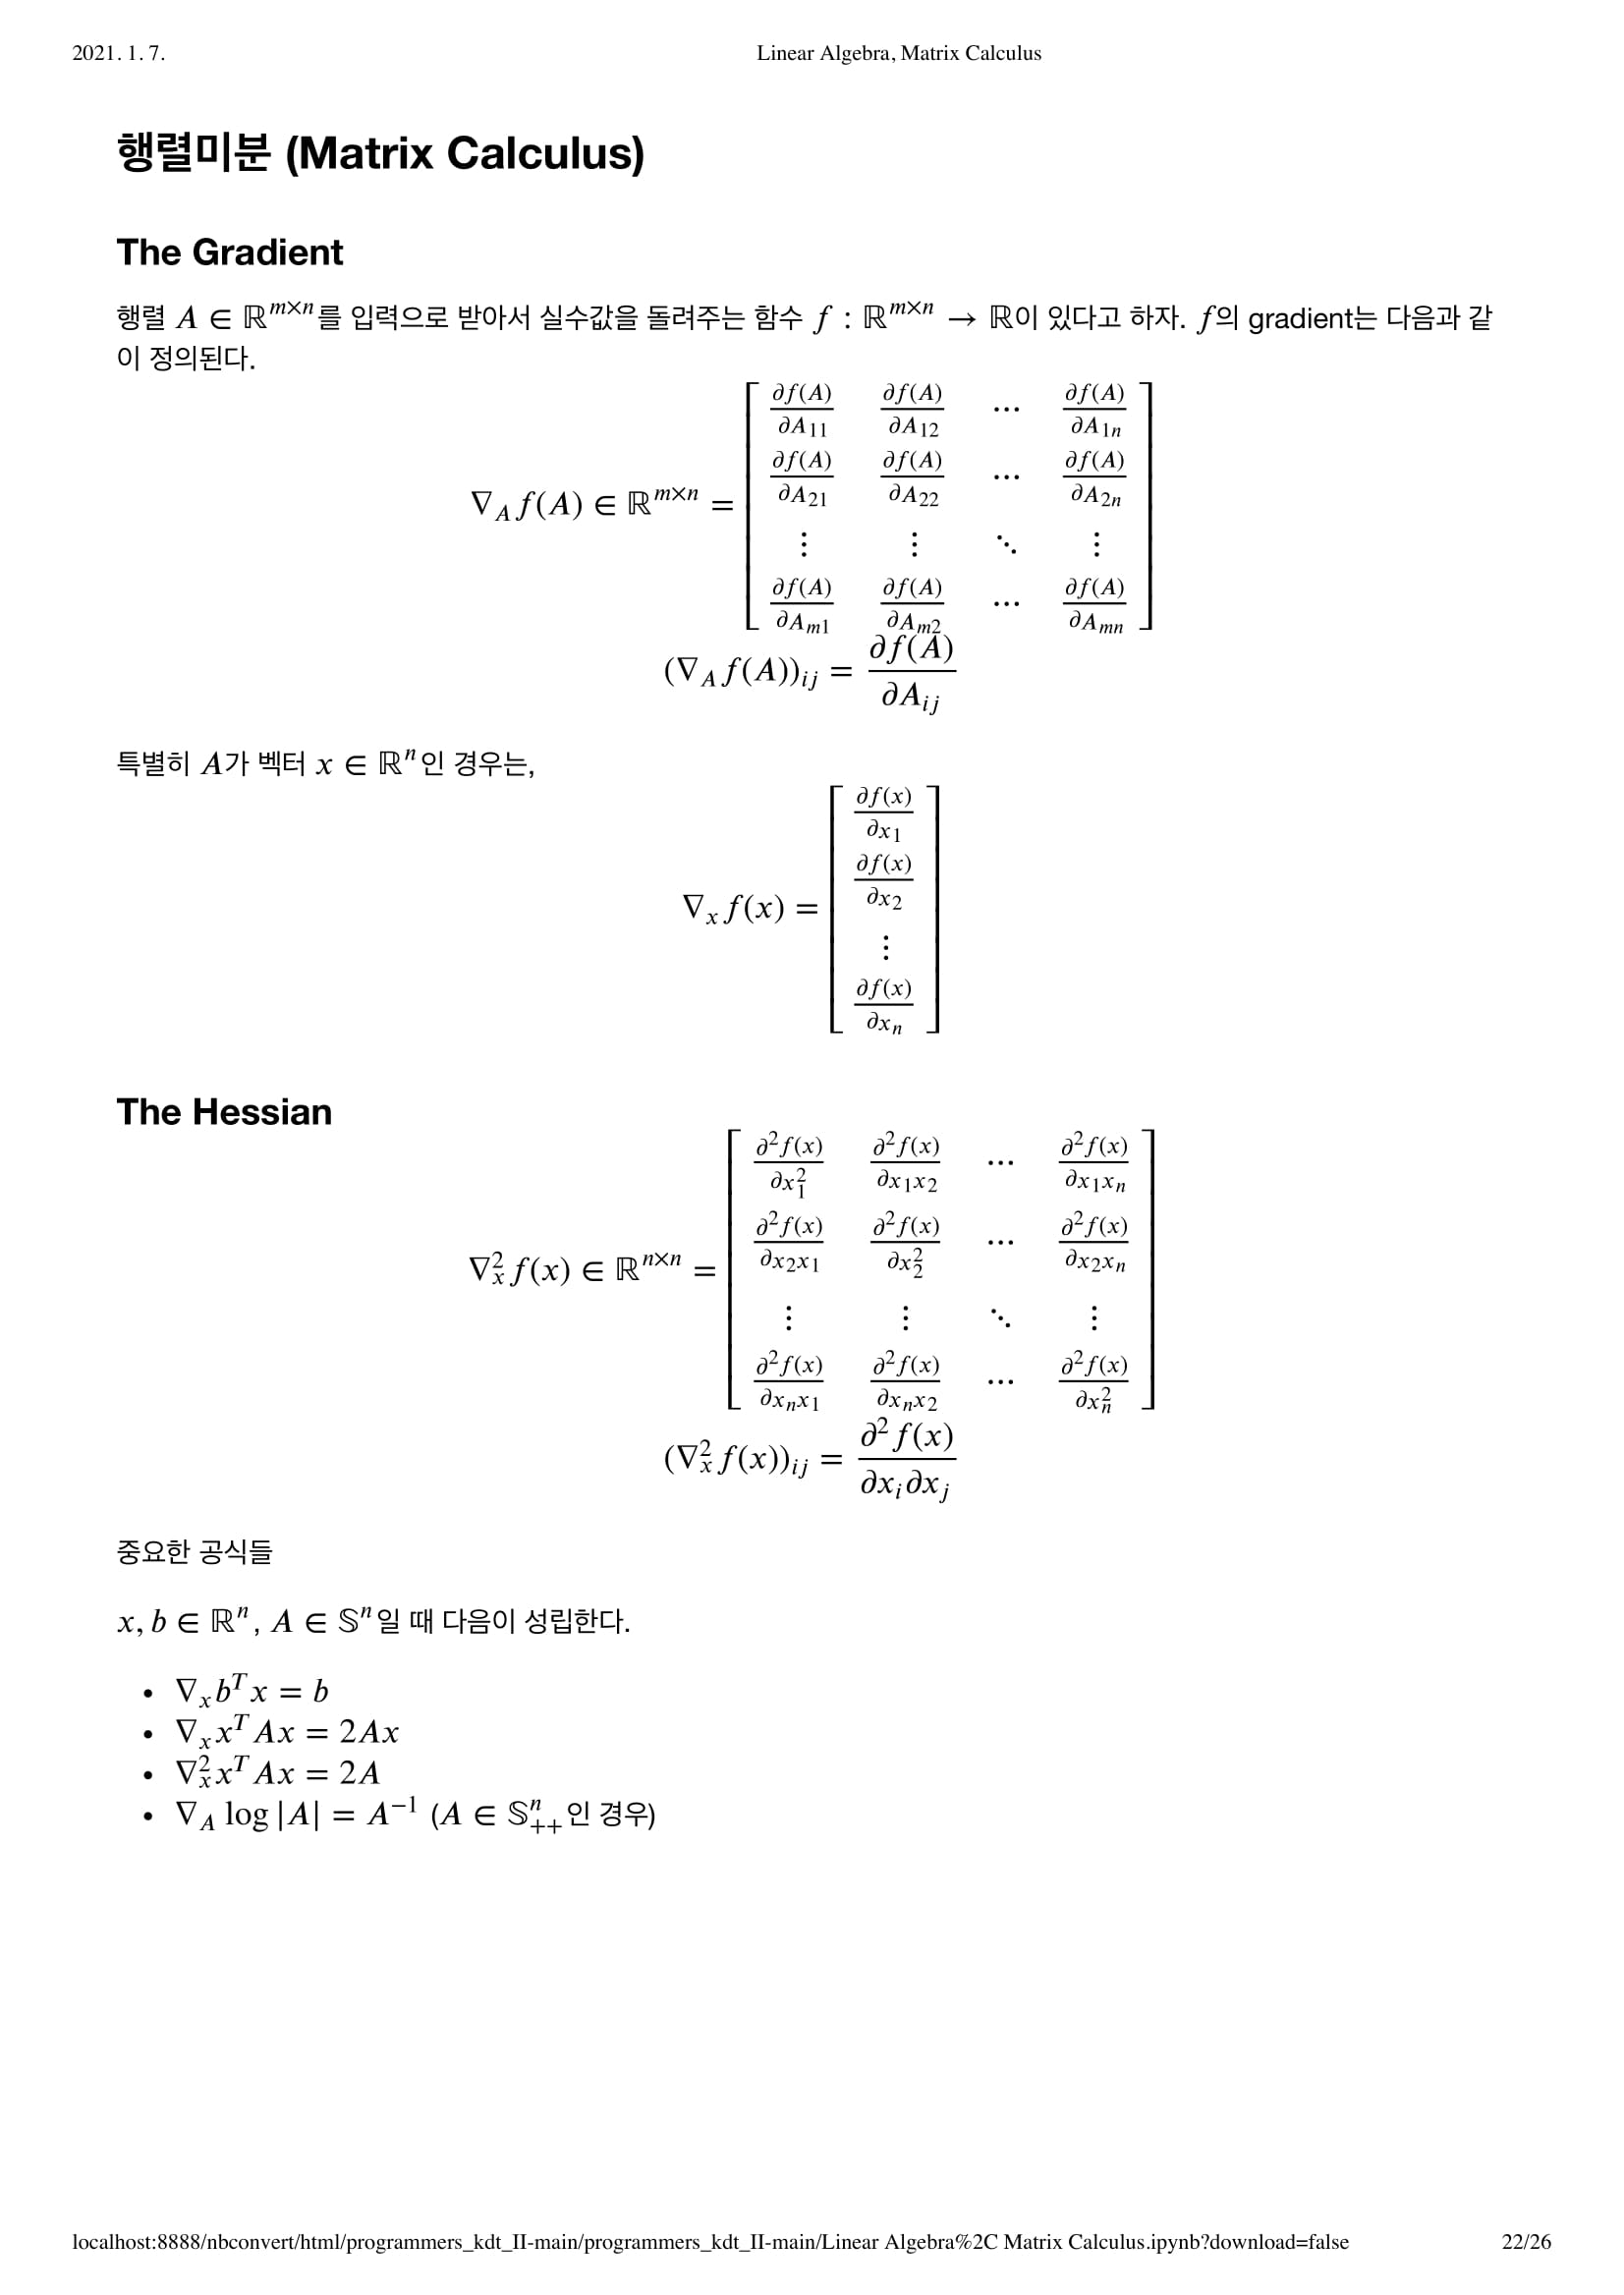 2021. 1. 7.
Linear Algebra, Matrix Calculus
행렬미분 (Matrix Calculus)
The Gradient
행렬 $A \in \mathbb{R}^{m \times n}$를 입력으로 받아서 실수값을 돌려주는 함수 $f : \mathbb{R}^{m \times n} \to \mathbb{R}$이 있다고 하자. $f$의 gradient는 다음과 같
이 정의된다.
$\nabla_A f(A) \in \mathbb{R}^{m \times n} = \begin{bmatrix} \frac{\partial f(A)}{\partial A_{11}} & \frac{\partial f(A)}{\partial A_{12}} & \cdots & \frac{\partial f(A)}{\partial A_{1n}} \\ \frac{\partial f(A)}{\partial A_{21}} & \frac{\partial f(A)}{\partial A_{22}} & \cdots & \frac{\partial f(A)}{\partial A_{2n}} \\ \vdots & \vdots & \ddots & \vdots \\ \frac{\partial f(A)}{\partial A_{m1}} & \frac{\partial f(A)}{\partial A_{m2}} & \cdots & \frac{\partial f(A)}{\partial A_{mn}} \end{bmatrix}$
$(\nabla_A f(A))_{ij} = \frac{\partial f(A)}{\partial A_{ij}}$
특별히 $A$가 벡터 $x \in \mathbb{R}^n$인 경우는,
$\nabla_x f(x) = \begin{bmatrix} \frac{\partial f(x)}{\partial x_1} \\ \frac{\partial f(x)}{\partial x_2} \\ \vdots \\ \frac{\partial f(x)}{\partial x_n} \end{bmatrix}$
The Hessian
$\nabla_x^2 f(x) \in \mathbb{R}^{n \times n} = \begin{bmatrix} \frac{\partial^2 f(x)}{\partial x_1^2} & \frac{\partial^2 f(x)}{\partial x_1 x_2} & \cdots & \frac{\partial^2 f(x)}{\partial x_1 x_n} \\ \frac{\partial^2 f(x)}{\partial x_2 x_1} & \frac{\partial^2 f(x)}{\partial x_2^2} & \cdots & \frac{\partial^2 f(x)}{\partial x_2 x_n} \\ \vdots & \vdots & \ddots & \vdots \\ \frac{\partial^2 f(x)}{\partial x_n x_1} & \frac{\partial^2 f(x)}{\partial x_n x_2} & \cdots & \frac{\partial^2 f(x)}{\partial x_n^2} \end{bmatrix}$
$(\nabla_x^2 f(x))_{ij} = \frac{\partial^2 f(x)}{\partial x_i \partial x_j}$
중요한 공식들
$x, b \in \mathbb{R}^n$, $A \in \mathbb{S}^n$일 때 다음이 성립한다.
• $\nabla_x b^T x = b$
• $\nabla_x x^T A x = 2Ax$
• $\nabla_x^2 x^T A x = 2A$
• $\nabla_A \log |A| = A^{-1}$ ($A \in \mathbb{S}_{++}^n$인 경우)
localhost:8888/nbconvert/html/programmers_kdt_II-main/programmers_kdt_II-main/Linear Algebra%2C Matrix Calculus.ipynb?download=false
22/26